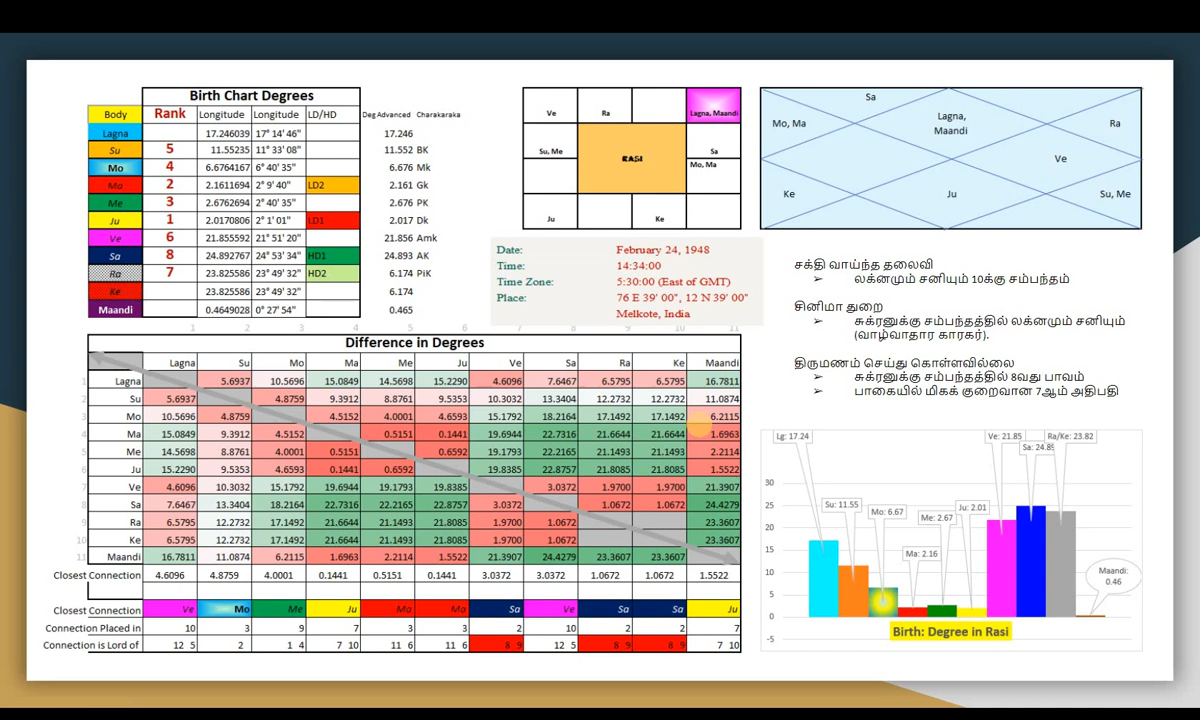 Birth Chart Degrees
Body Rank Longitude Longitude LD/HD Deg Advanced Charakaraka
Lagna 17.246039 17° 14' 46" 17.246
Su 5 11.55235 11° 33' 08" 11.552 BK
Mo 4 6.6764167 6° 40' 35" 6.676 Mk
Ma 2 2.1611694 2° 9' 40" LD2 2.161 Gk
Me 3 2.6762694 2° 40' 35" 2.676 PK
Ju 1 2.0170806 2° 1' 01" LD1 2.017 Dk
Ve 6 21.855592 21° 51' 20" 21.856 Amk
Sa 8 24.892767 24° 53' 34" HD1 24.893 AK
Ra 7 23.825586 23° 49' 32" HD2 6.174 PiK
Ke 23.825586 23° 49' 32" 6.174
Maandi 0.4649028 0° 27' 54" 0.465
Ve Ra Lagna, Maandi
Su, Me RASI Sa
Mo, Ma
Ju Ke
Sa
Mo, Ma Lagna, Maandi Ra
Ve
Ke Ju Su, Me
Date: February 24, 1948
Time: 14:34:00
Time Zone: 5:30:00 (East of GMT)
Place: 76 E 39' 00", 12 N 39' 00"
Melkote, India
சக்தி வாய்ந்த தலைவி
➢ லக்னமும் சனியும் 10க்கு சம்பந்தம்
சினிமா துறை
➢ சுக்ரனுக்கு சம்பந்தத்தில் லக்னமும் சனியும்
(வாழ்வாதார காரகர்).
திருமணம் செய்து கொள்ளவில்லை
➢ சுக்ரனுக்கு சம்பந்தத்தில் 8வது பாவம்
➢ பாகையில் மிகக் குறைவான 7ஆம் அதிபதி
1 2 3 4 5 6 7 8 9 10 11
Difference in Degrees
Lagna Su Mo Ma Me Ju Ve Sa Ra Ke Maandi
1 Lagna 5.6937 10.5696 15.0849 14.5698 15.2290 4.6096 7.6467 6.5795 6.5795 16.7811
2 Su 5.6937 4.8759 9.3912 8.8761 9.5353 10.3032 13.3404 12.2732 12.2732 11.0874
3 Mo 10.5696 4.8759 4.5152 4.0001 4.6593 15.1792 18.2164 17.1492 17.1492 6.2115
4 Ma 15.0849 9.3912 4.5152 0.5151 0.1441 19.6944 22.7316 21.6644 21.6644 1.6963
5 Me 14.5698 8.8761 4.0001 0.5151 0.6592 19.1793 22.2165 21.1493 21.1493 2.2114
6 Ju 15.2290 9.5353 4.6593 0.1441 0.6592 19.8385 22.8757 21.8085 21.8085 1.5522
7 Ve 4.6096 10.3032 15.1792 19.6944 19.1793 19.8385 3.0372 1.9700 1.9700 21.3907
8 Sa 7.6467 13.3404 18.2164 22.7316 22.2165 22.8757 3.0372 1.0672 1.0672 24.4279
9 Ra 6.5795 12.2732 17.1492 21.6644 21.1493 21.8085 1.9700 1.0672 23.3607
10 Ke 6.5795 12.2732 17.1492 21.6644 21.1493 21.8085 1.9700 1.0672 23.3607
11 Maandi 16.7811 11.0874 6.2115 1.6963 2.2114 1.5522 21.3907 24.4279 23.3607 23.3607
Closest Connection 4.6096 4.8759 4.0001 0.1441 0.5151 0.1441 3.0372 3.0372 1.0672 1.0672 1.5522
Closest Connection Ve Mo Me Ju Ma Ma Sa Ve Sa Sa Ju
Connection Placed in 10 3 9 7 3 3 2 10 2 2 7
Connection is Lord of 12 5 2 1 4 7 10 11 6 11 6 8 9 12 5 8 9 8 9 7 10
Lg: 17.24 Ve: 21.85 Ra/Ke: 23.82
Sa: 24.89
30
25
20
15
10
5
0
-5
Su: 11.55
Mo: 6.67
Ma: 2.16
Me: 2.67
Ju: 2.01
Maandi: 0.46
Birth: Degree in Rasi